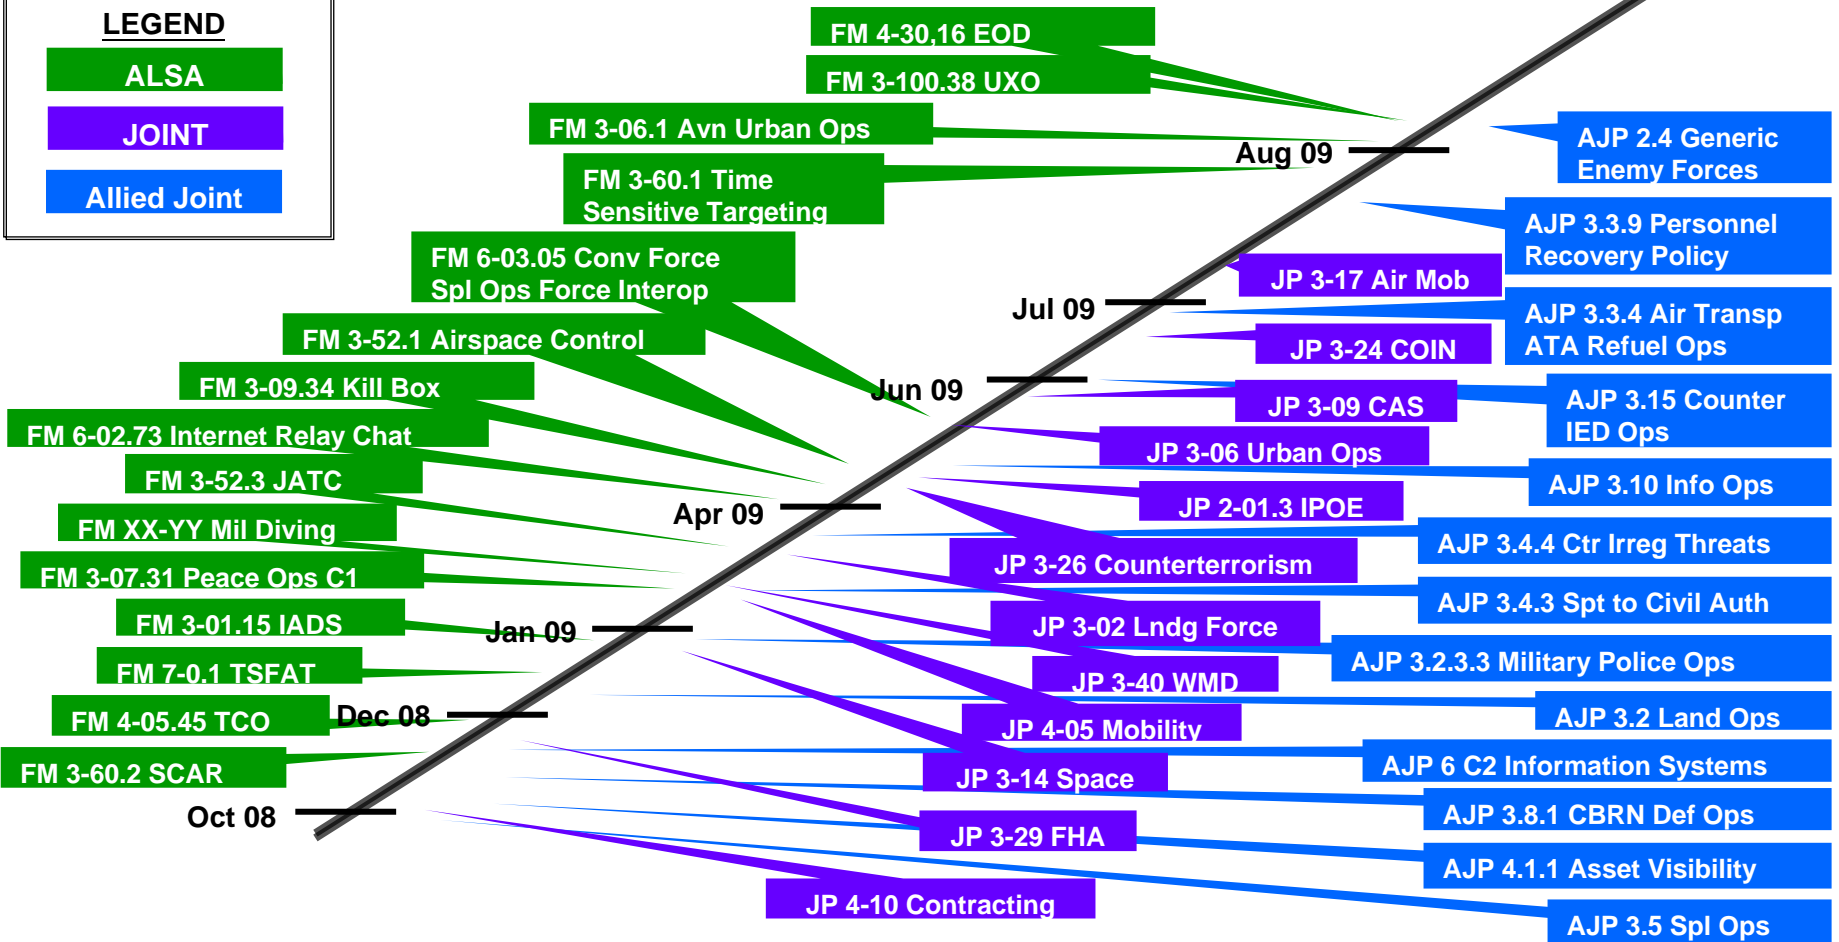 LEGEND
ALSA
JOINT
Allied Joint
FM 4-30,16 EOD
FM 3-100.38 UXO
FM 3-06.1 Avn Urban Ops
FM 3-60.1 Time
Sensitive Targeting
FM 6-03.05 Conv Force
Spl Ops Force Interop
FM 3-52.1 Airspace Control
FM 3-09.34 Kill Box
FM 6-02.73 Internet Relay Chat
FM 3-52.3 JATC
FM XX-YY Mil Diving
FM 3-07.31 Peace Ops C1
FM 3-01.15 IADS
FM 7-0.1 TSFAT
FM 4-05.45 TCO
FM 3-60.2 SCAR
Aug 09
Jul 09
Jun 09
Apr 09
Jan 09
Dec 08
Oct 08
JP 3-17 Air Mob
JP 3-24 COIN
JP 3-09 CAS
JP 3-06 Urban Ops
JP 2-01.3 IPOE
JP 3-26 Counterterrorism
JP 3-02 Lndg Force
JP 3-40 WMD
JP 4-05 Mobility
JP 3-14 Space
JP 3-29 FHA
JP 4-10 Contracting
AJP 2.4 Generic
Enemy Forces
AJP 3.3.9 Personnel
Recovery Policy
AJP 3.3.4 Air Transp
ATA Refuel Ops
AJP 3.15 Counter
IED Ops
AJP 3.10 Info Ops
AJP 3.4.4 Ctr Irreg Threats
AJP 3.4.3 Spt to Civil Auth
AJP 3.2.3.3 Military Police Ops
AJP 3.2 Land Ops
AJP 6 C2 Information Systems
AJP 3.8.1 CBRN Def Ops
AJP 4.1.1 Asset Visibility
AJP 3.5 Spl Ops